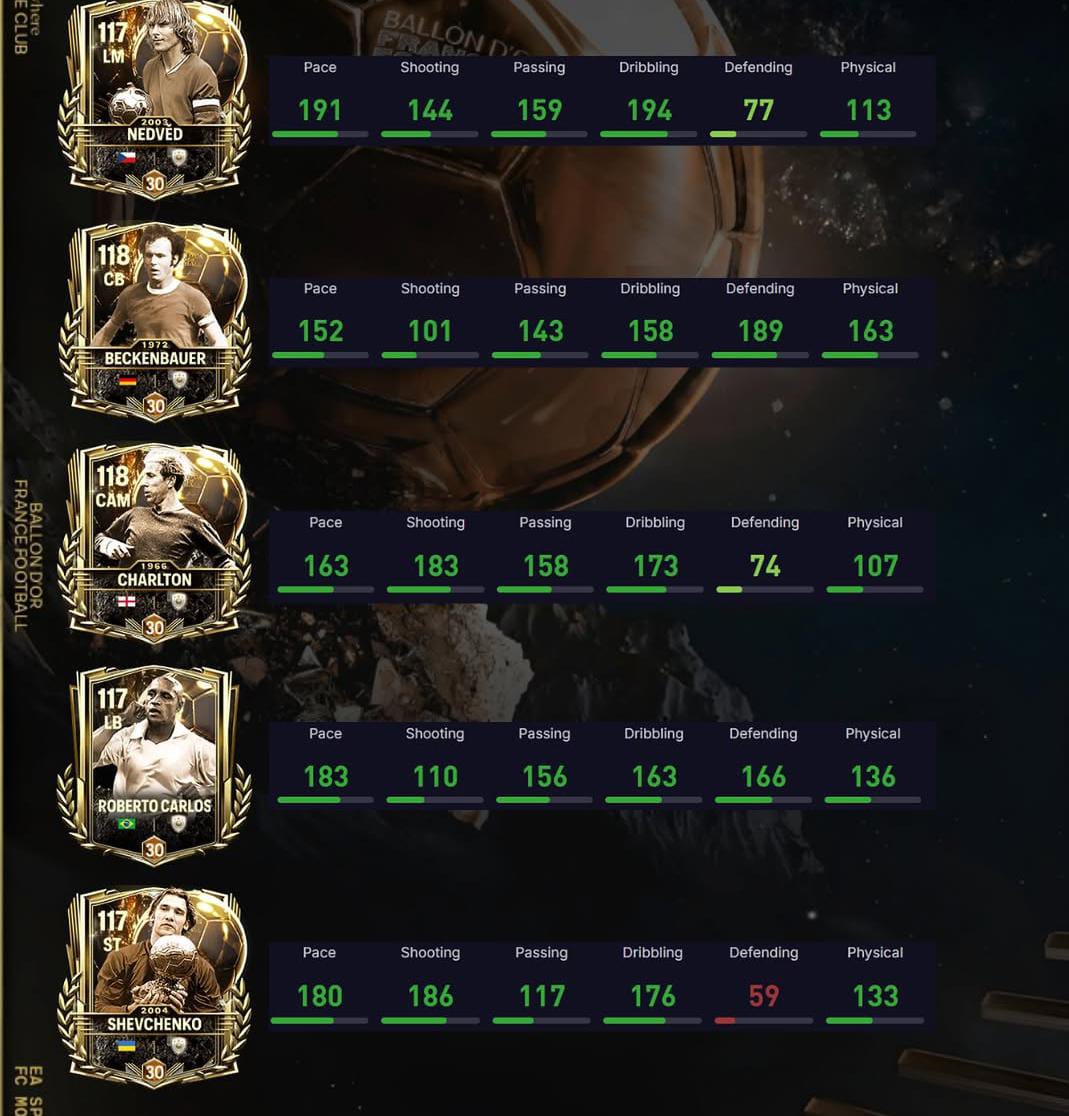 here
E CLUB
BALLON D'O
FRANCE
117
LM
2003
NEDVĚD
30
Pace Shooting Passing Dribbling Defending Physical
191 144 159 194 77 113
118
CB
1972
BECKENBAUER
30
Pace Shooting Passing Dribbling Defending Physical
152 101 143 158 189 163
118
CAM
1966
CHARLTON
30
Pace Shooting Passing Dribbling Defending Physical
163 183 158 173 74 107
BALLON D'OR
FRANCE FOOTBALL
117
LB
ROBERTO CARLOS
30
Pace Shooting Passing Dribbling Defending Physical
183 110 156 163 166 136
117
ST
2004
SHEVCHENKO
30
Pace Shooting Passing Dribbling Defending Physical
180 186 117 176 59 133
EA SP
FC MO